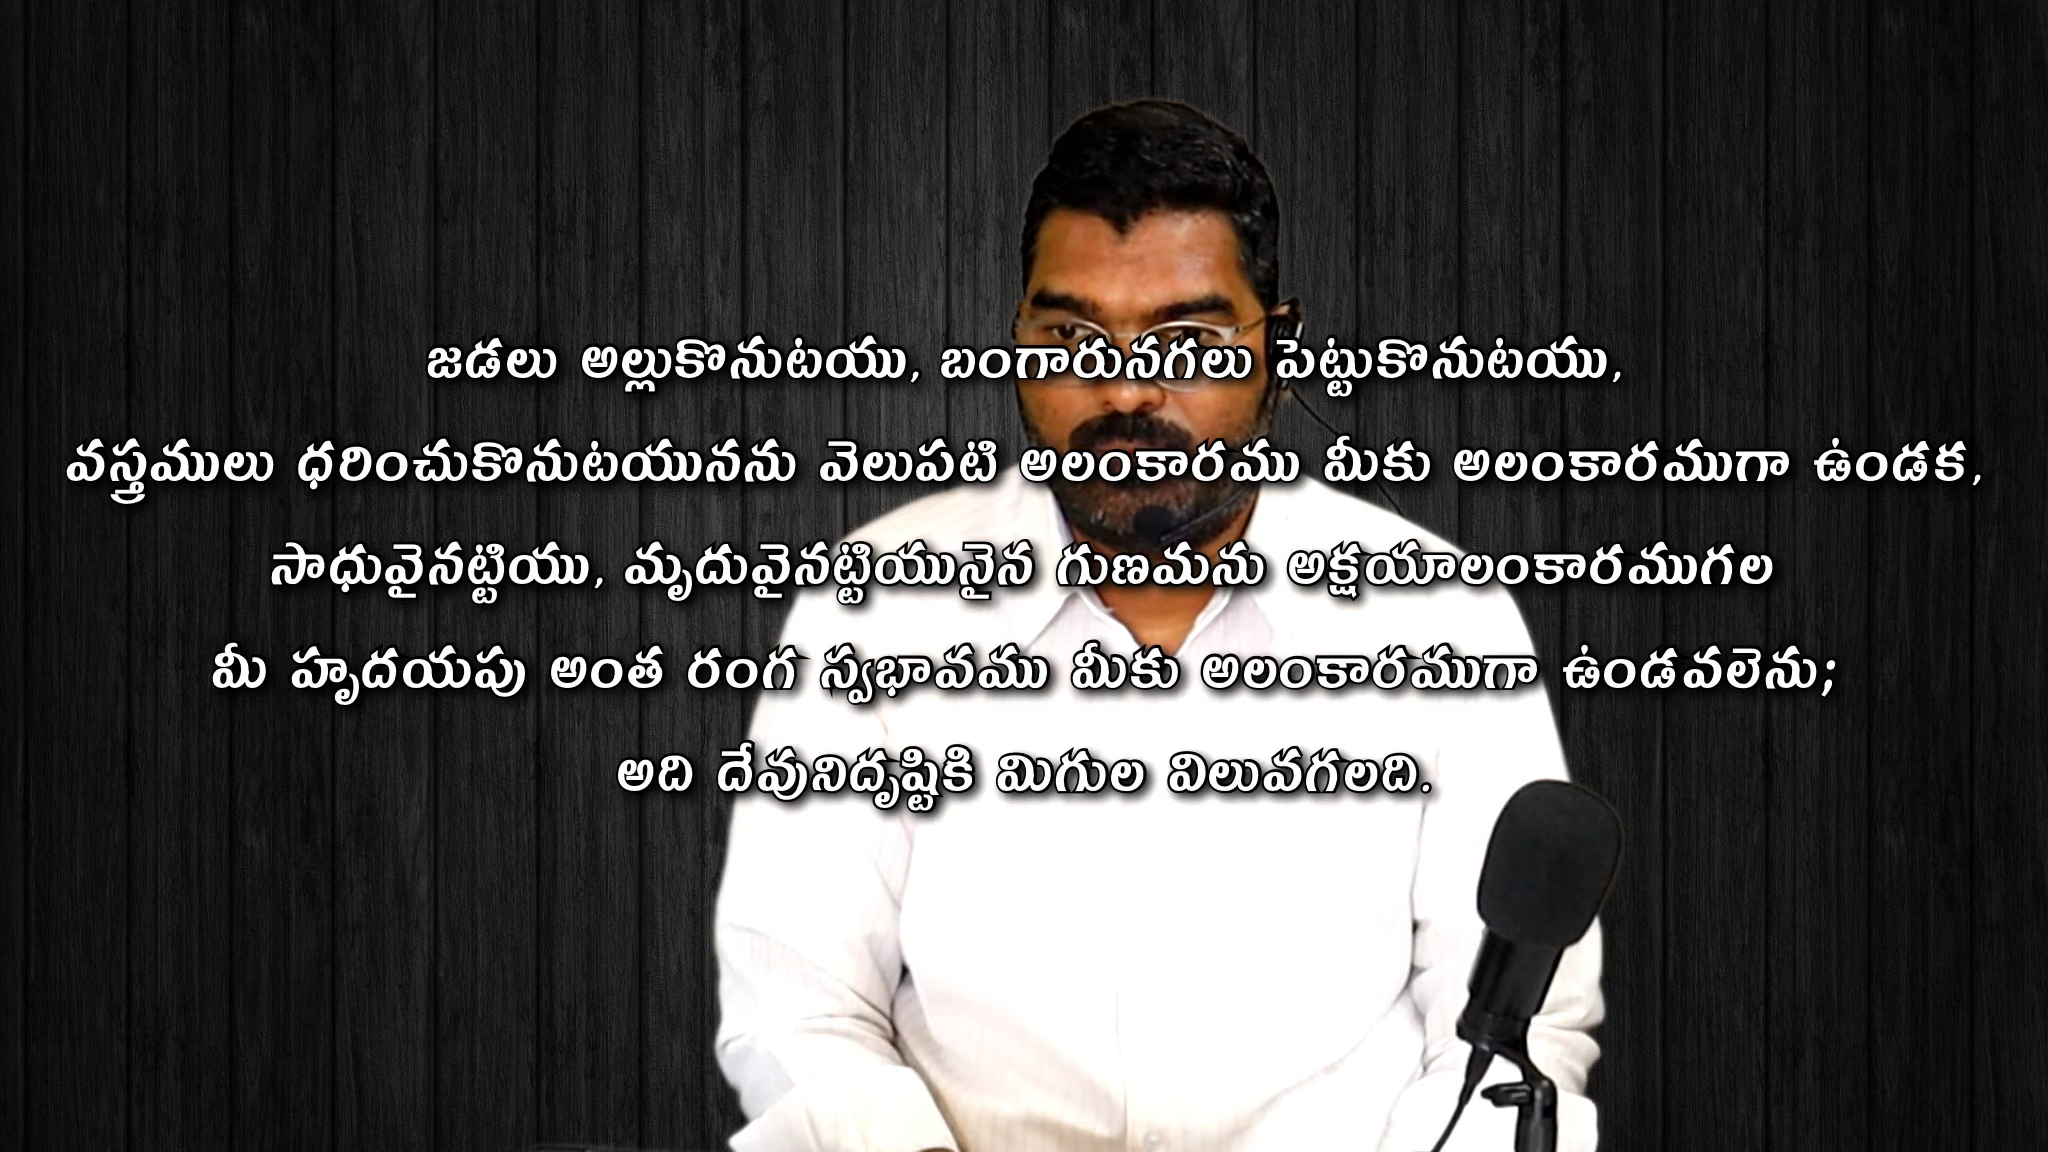 జడలు అల్లుకొనుటయు, బంగారునగలు పెట్టుకొనుటయు,
వస్త్రములు ధరించుకొనుటయునను వెలుపటి అలంకారము మీకు అలంకారముగా ఉండక,
సాధువైనట్టియు, మృదువైనట్టియునైన గుణమను అక్షయాలంకారముగల
మీ హృదయపు అంత రంగ స్వభావము మీకు అలంకారముగా ఉండవలెను;
అది దేవునిదృష్టికి మిగుల విలువగలది.